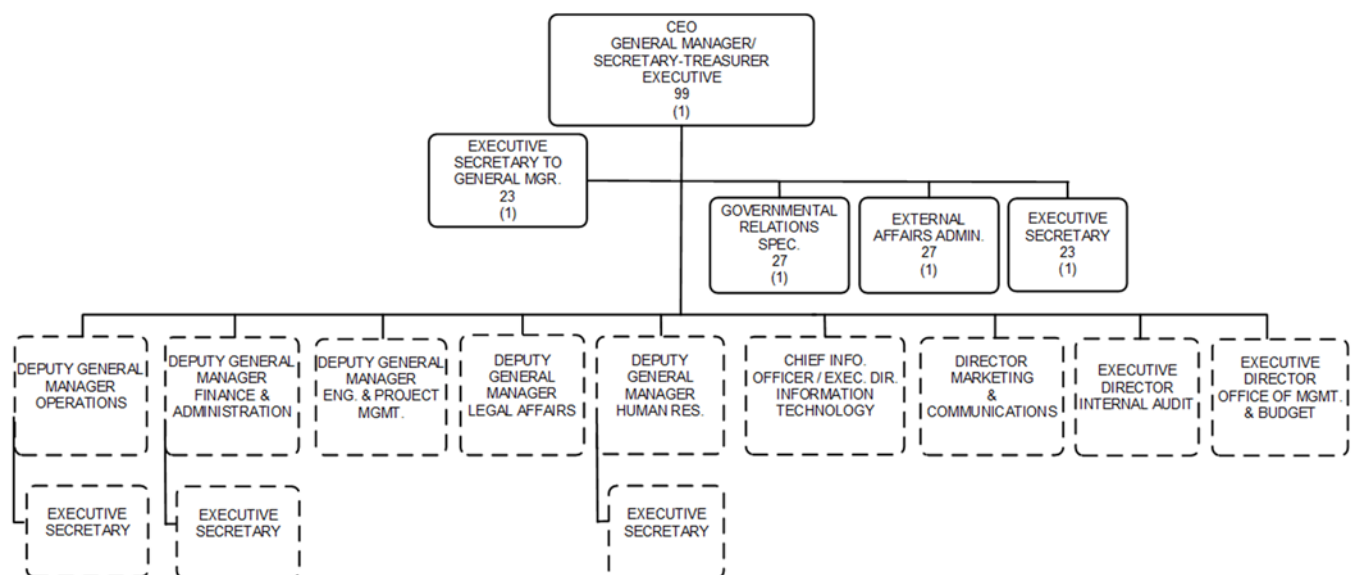 CEO
GENERAL MANAGER/
SECRETARY-TREASURER
EXECUTIVE
99
(1)
EXECUTIVE
SECRETARY TO
GENERAL MGR.
23
(1)
GOVERNMENTAL
RELATIONS
SPEC.
27
(1)
EXTERNAL
AFFAIRS ADMIN.
27
(1)
EXECUTIVE
SECRETARY
23
(1)
DEPUTY GENERAL
MANAGER
OPERATIONS
DEPUTY GENERAL
MANAGER
FINANCE &
ADMINISTRATION
DEPUTY GENERAL
MANAGER
ENG. & PROJECT
MGMT.
DEPUTY
GENERAL
MANAGER
LEGAL AFFAIRS
DEPUTY
GENERAL
MANAGER
HUMAN RES.
CHIEF INFO.
OFFICER / EXEC. DIR.
INFORMATION
TECHNOLOGY
DIRECTOR
MARKETING
&
COMMUNICATIONS
EXECUTIVE
DIRECTOR
INTERNAL AUDIT
EXECUTIVE
DIRECTOR
OFFICE OF MGMT.
& BUDGET
EXECUTIVE
SECRETARY
EXECUTIVE
SECRETARY
EXECUTIVE
SECRETARY